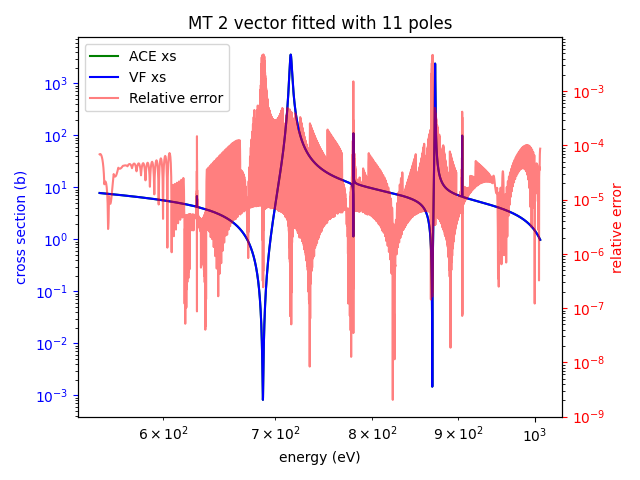 MT 2 vector fitted with 11 poles
ACE xs
VF xs
Relative error
cross section (b)
10³
10²
10¹
10⁰
10⁻¹
10⁻²
10⁻³
relative error
10⁻³
10⁻⁴
10⁻⁵
10⁻⁶
10⁻⁷
10⁻⁸
10⁻⁹
6 × 10² 7 × 10² 8 × 10² 9 × 10² 10³
energy (eV)